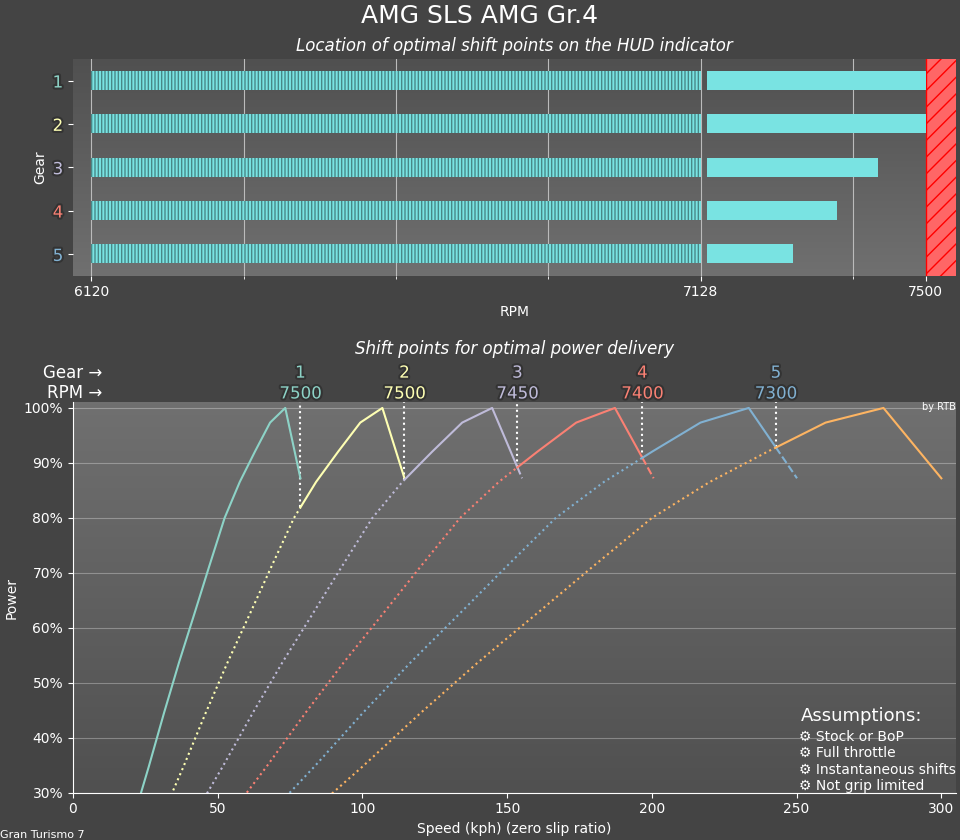 AMG SLS AMG Gr.4
Location of optimal shift points on the HUD indicator
Gear
1
2
3
4
5
6120 7128 7500
RPM
Shift points for optimal power delivery
Gear → 1 2 3 4 5
RPM → 7500 7500 7450 7400 7300
by RTB
Power
100%
90%
80%
70%
60%
50%
40%
30%
Assumptions:
⚙ Stock or BoP
⚙ Full throttle
⚙ Instantaneous shifts
⚙ Not grip limited
0 50 100 150 200 250 300
Speed (kph) (zero slip ratio)
Gran Turismo 7